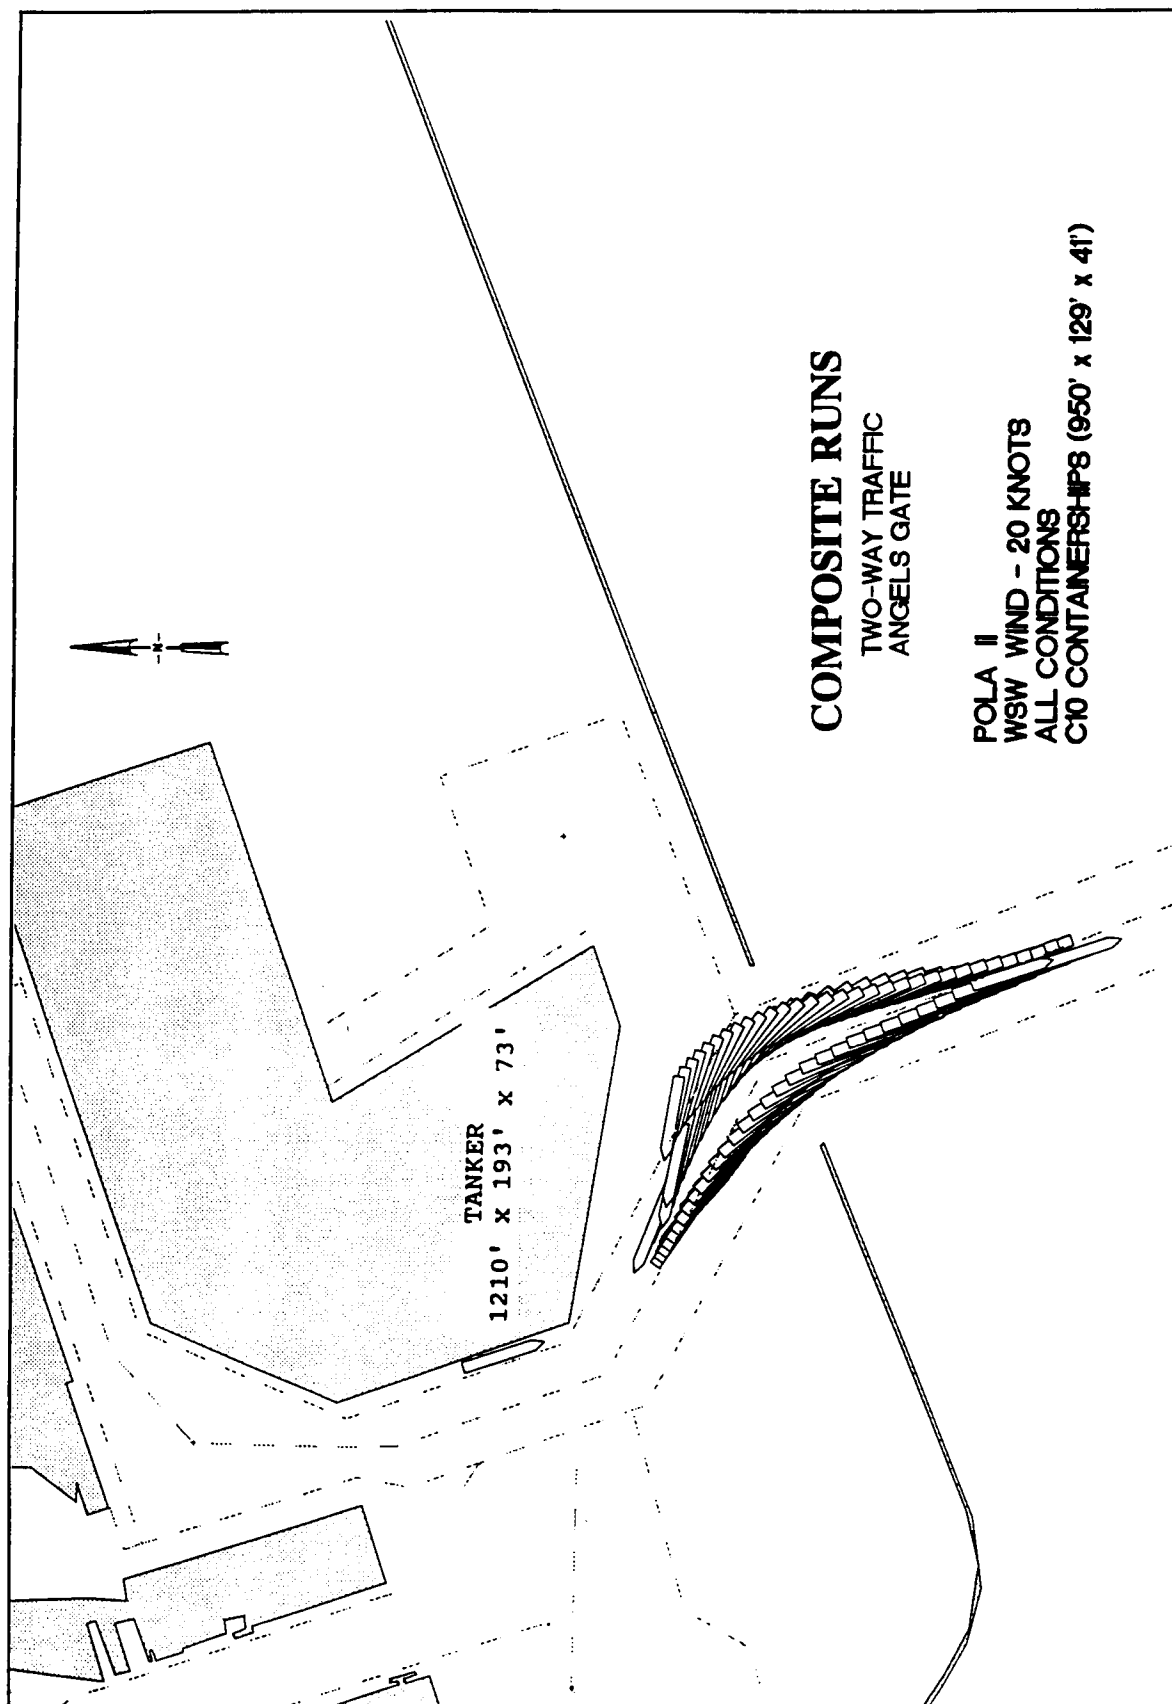 TANKER
1210' x 193' x 73'
COMPOSITE RUNS
TWO-WAY TRAFFIC
ANGELS GATE
POLA II
WSW WIND - 20 KNOTS
ALL CONDITIONS
C10 CONTAINERSHIPS (950' x 129' x 41')
N